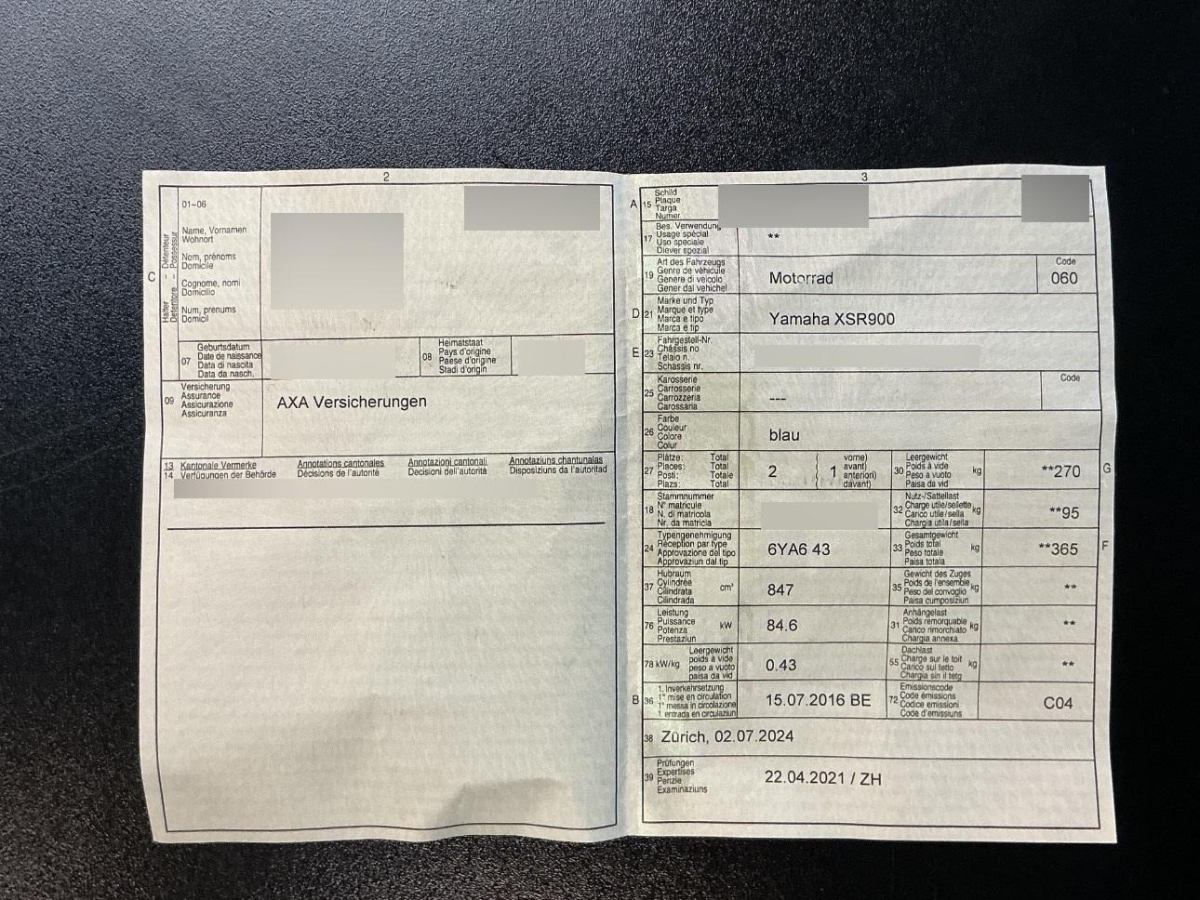 2
01-06
C
Halter - Détenteur
Detentore - Possessur
Name, Vornamen
Wohnort
Nom, prénoms
Domicile
Cognome, nomi
Domicilio
Num, prenums
Domicil
07
Geburtsdatum
Date de naissance
Data di nascita
Data da nasch.
08
Heimatstaat
Pays d'origine
Paese d'origine
Stadi d'origin
09
Versicherung
Assurance
Assicurazione
Assicuranza
AXA Versicherungen
13 Kantonale Vermerke Annotations cantonales Annotazioni cantonali Annotaziuns chantunalas
14 Verfügungen der Behörde Décisions de l'autorité Decisioni dell'autorità Disposiziuns da l'autoritad
3
A 15
Schild
Plaque
Targa
Numer
17
Bes. Verwendung
Usage spécial
Uso speciale
Diever spezial
**
19
Art des Fahrzeugs
Genre de véhicule
Genere di veicolo
Gener dal vehichel
Motorrad
Code
060
D 21
Marke und Typ
Marque et type
Marca e tipo
Marca e tip
Yamaha XSR900
E 23
Fahrgestell-Nr.
Châssis no
Telaio n.
Schassis nr.
25
Karosserie
Carrosserie
Carrozzeria
Carossaria
---
Code
26
Farbe
Couleur
Colore
Colur
blau
27
Plätze: Total
Places: Total
Posti: Totale
Plazs: Total
2
( vorne)
1 avant)
anteriori)
( davant)
30
Leergewicht
Poids à vide
Peso a vuoto
Paisa da vid
kg
**270
G
18
Stammnummer
N° matricule
N. di matricola
Nr. da matricla
32
Nutz-/Sattellast
Charge utile/sellette
Carico utile/sella
Chargia utila/sella
kg
**95
24
Typengenehmigung
Réception par type
Approvazione del tipo
Approvaziun dal tip
6YA6 43
33
Gesamtgewicht
Poids total
Peso totale
Paisa totala
kg
**365
F
37
Hubraum
Cylindrée
Cilindrata
Cilindrada
cm³
847
35
Gewicht des Zuges
Poids de l'ensemble
Peso del convoglio
Paisa cumposiziun
kg
**
76
Leistung
Puissance
Potenza
Prestaziun
kW
84.6
31
Anhängelast
Poids remorquable
Carico rimorchiato
Chargia annexa
kg
**
78 kW/kg
Leergewicht
poids à vide
peso a vuoto
paisa da vid
0.43
55
Dachlast
Charge sur le toit
Carico sul tetto
Chargia sin il tetg
kg
**
B 36
1. Inverkehrsetzung
1re mise en circulation
1a messa in circolazione
1. entrada en circulaziun
15.07.2016 BE
72
Emissionscode
Code émissions
Codice emissioni
Code d'emissiuns
C04
38 Zürich, 02.07.2024
39
Prüfungen
Expertises
Perizie
Examinaziuns
22.04.2021 / ZH